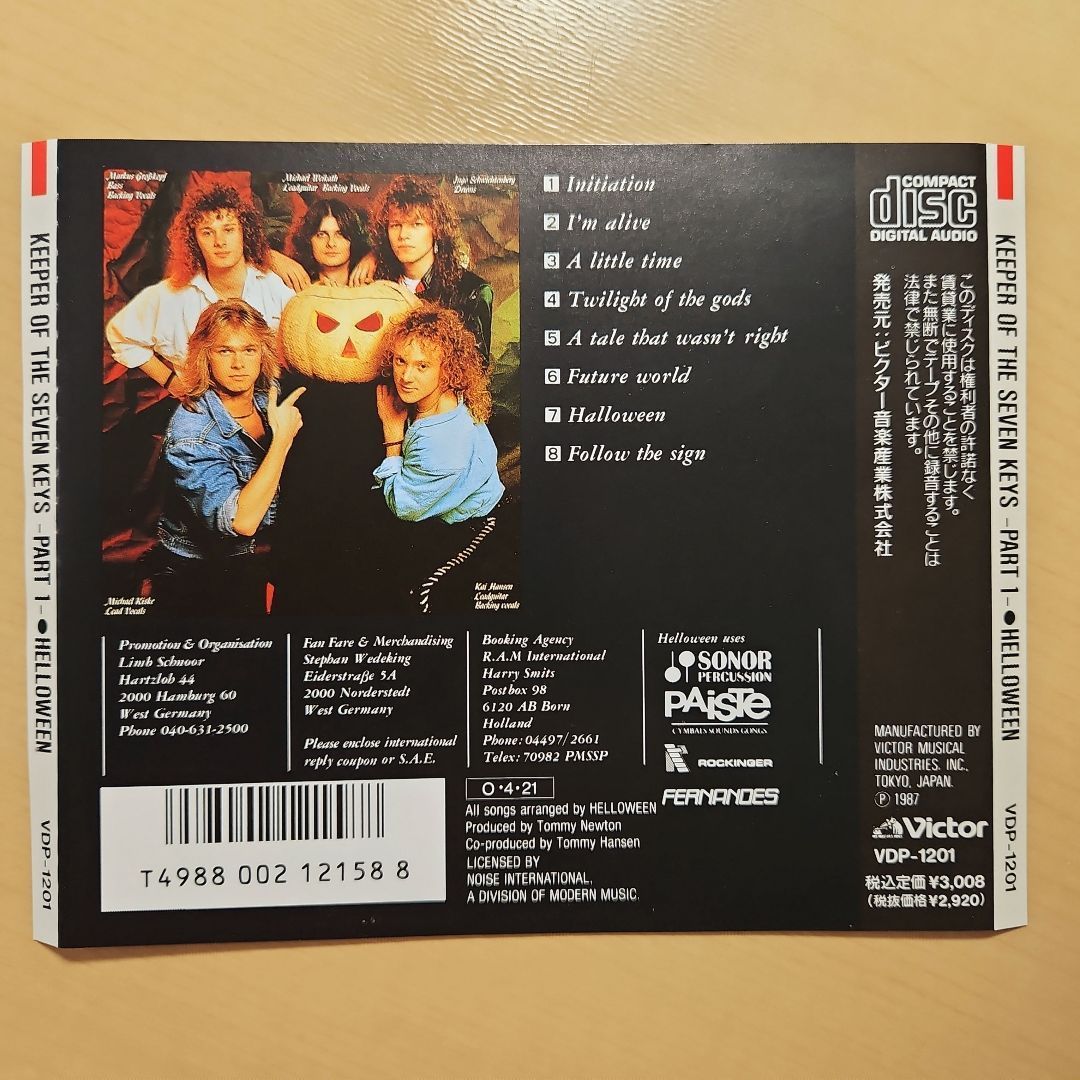 KEEPER OF THE SEVEN KEYS -PART 1-●HELLOWEEN
VDP-1201
Markus Großkopf
Bass
Backing Vocals
Michael Weikath
Leadguitar Backing Vocals
Ingo Schwichtenberg
Drums
Michael Kiske
Lead Vocals
Kai Hansen
Leadguitar
Backing vocals
1 Initiation
2 I'm alive
3 A little time
4 Twilight of the gods
5 A tale that wasn't right
6 Future world
7 Halloween
8 Follow the sign
Promotion & Organisation
Limb Schnoor
Hartzloh 44
2000 Hamburg 60
West Germany
Phone 040-631-2500
Fan Fare & Merchandising
Stephan Wedeking
Eiderstraße 5A
2000 Norderstedt
West Germany
Please enclose international
reply coupon or S.A.E.
Booking Agency
R.A.M International
Harry Smits
Postbox 98
6120 AB Born
Holland
Phone: 04497/2661
Telex: 70982 PMSSP
Helloween uses
SONOR
PERCUSSION
PAiSTe
CYMBALS SOUNDS GONGS
ROCKINGER
FERNANDES
T4988 002 12158 8
O・4・21
All songs arranged by HELLOWEEN
Produced by Tommy Newton
Co-produced by Tommy Hansen
LICENSED BY
NOISE INTERNATIONAL.
A DIVISION OF MODERN MUSIC.
COMPACT
disc
DIGITAL AUDIO
このディスクは権利者の許諾なく
賃貸業に使用することを禁じます。
また無断でテープその他に録音することは
法律で禁じられています。
発売元:ビクター音楽産業株式会社
MANUFACTURED BY
VICTOR MUSICAL
INDUSTRIES. INC.,
TOKYO, JAPAN.
Ⓟ 1987
Victor
VDP-1201
税込定価 ¥3,008
(税抜価格 ¥2,920)
KEEPER OF THE SEVEN KEYS -PART 1-●HELLOWEEN
VDP-1201